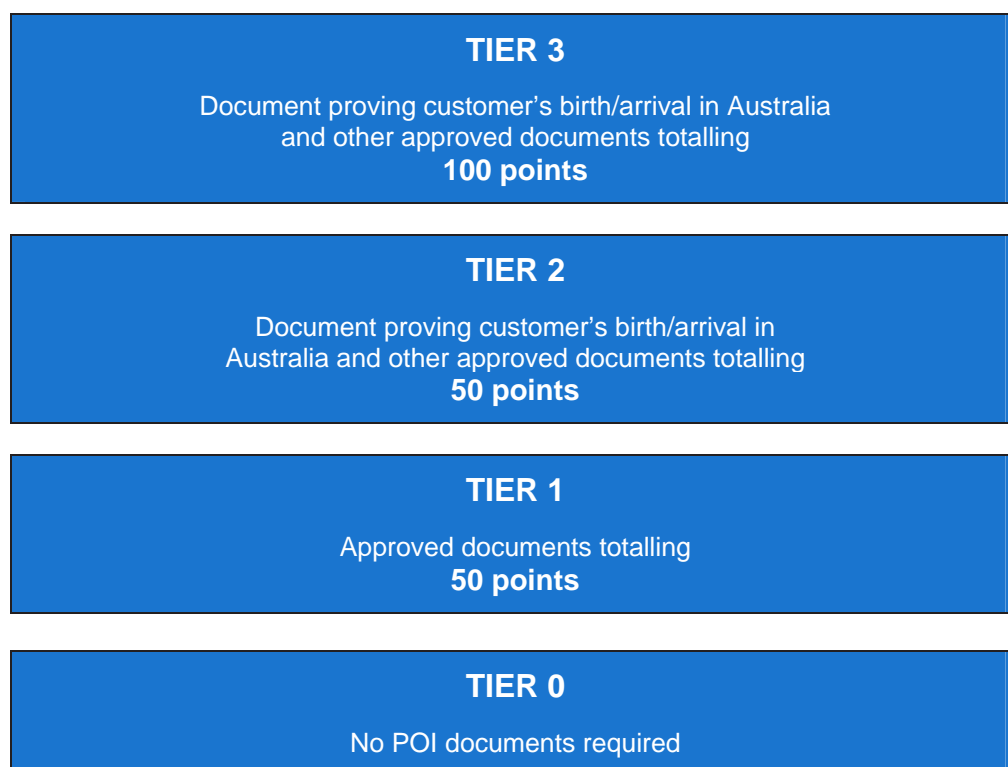 TIER 3
Document proving customer’s birth/arrival in Australia
and other approved documents totalling
100 points
TIER 2
Document proving customer’s birth/arrival in
Australia and other approved documents totalling
50 points
TIER 1
Approved documents totalling
50 points
TIER 0
No POI documents required